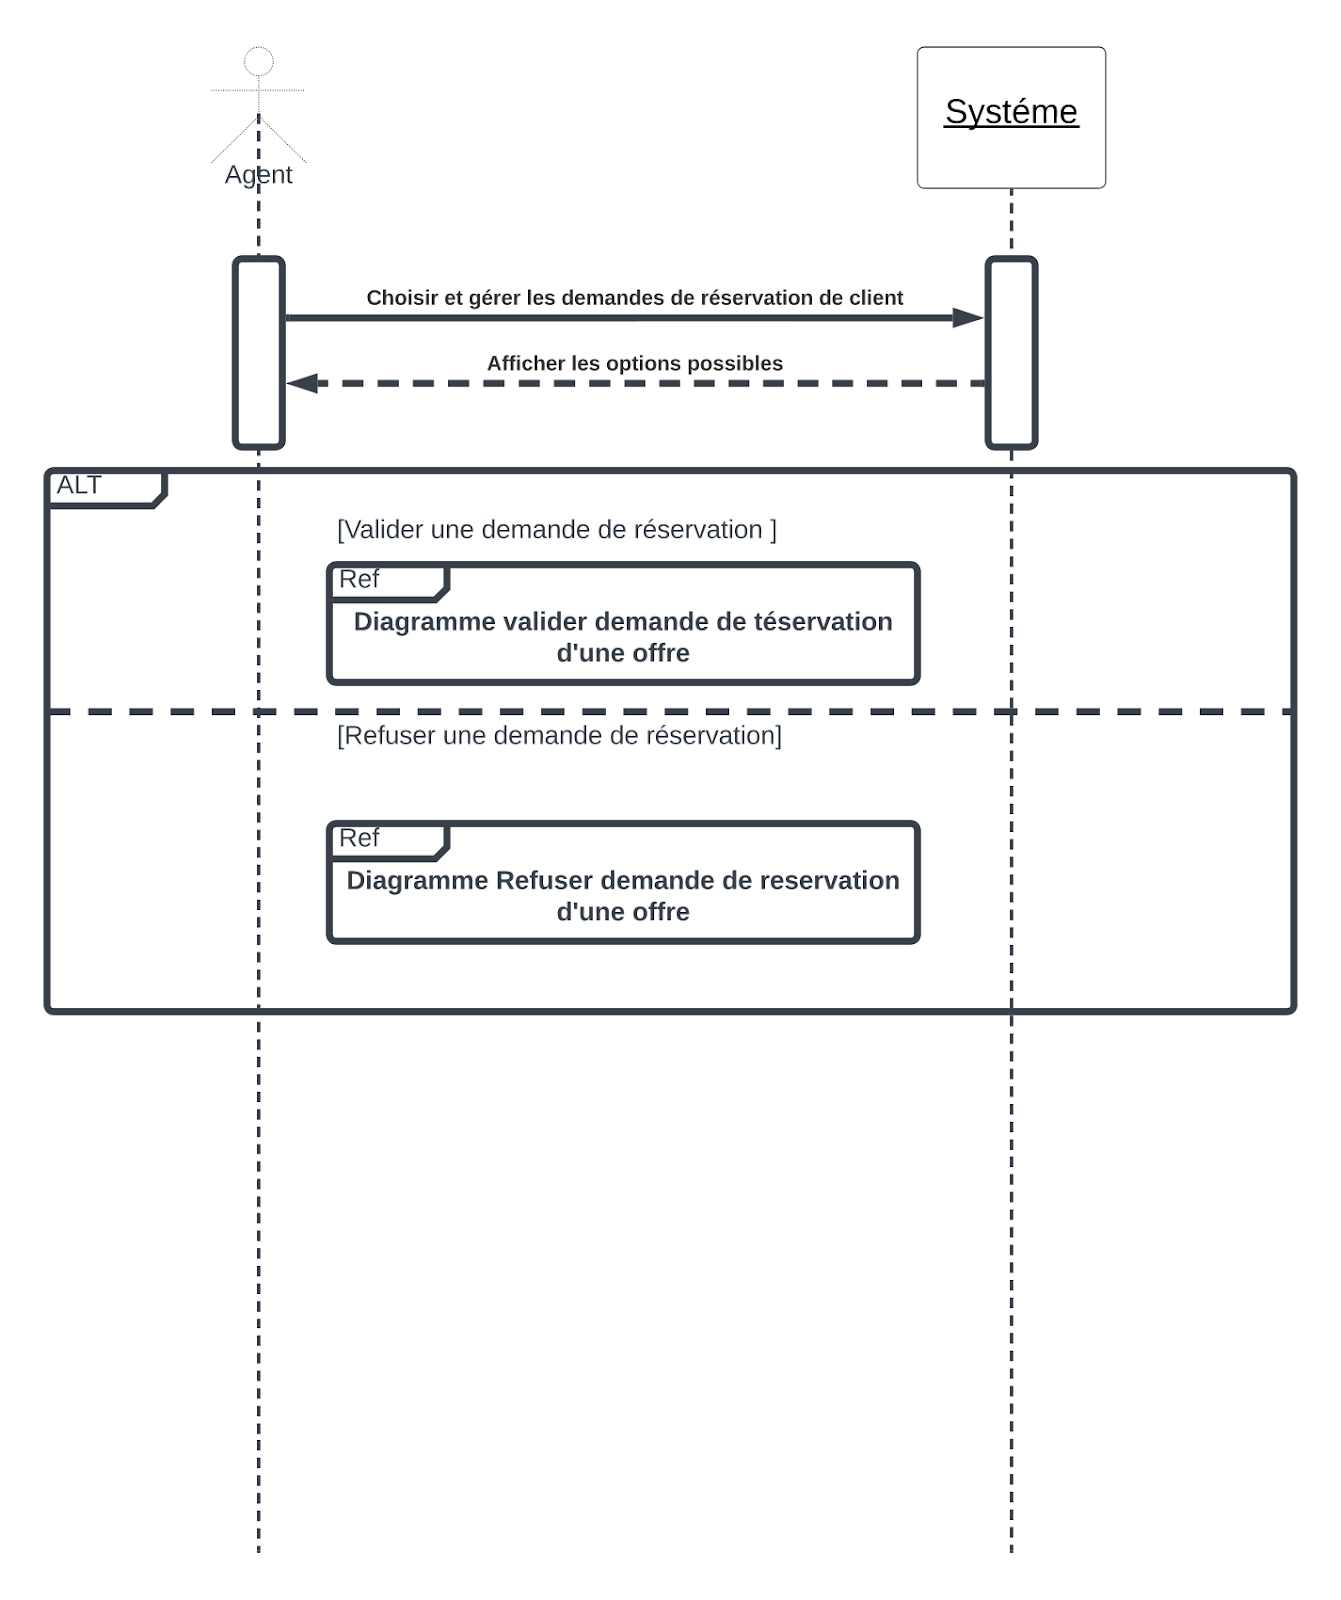 Agent
Systéme
Choisir et gérer les demandes de réservation de client
Afficher les options possibles
ALT
[Valider une demande de réservation ]
Ref
Diagramme valider demande de téservation
d'une offre
[Refuser une demande de réservation]
Ref
Diagramme Refuser demande de reservation
d'une offre